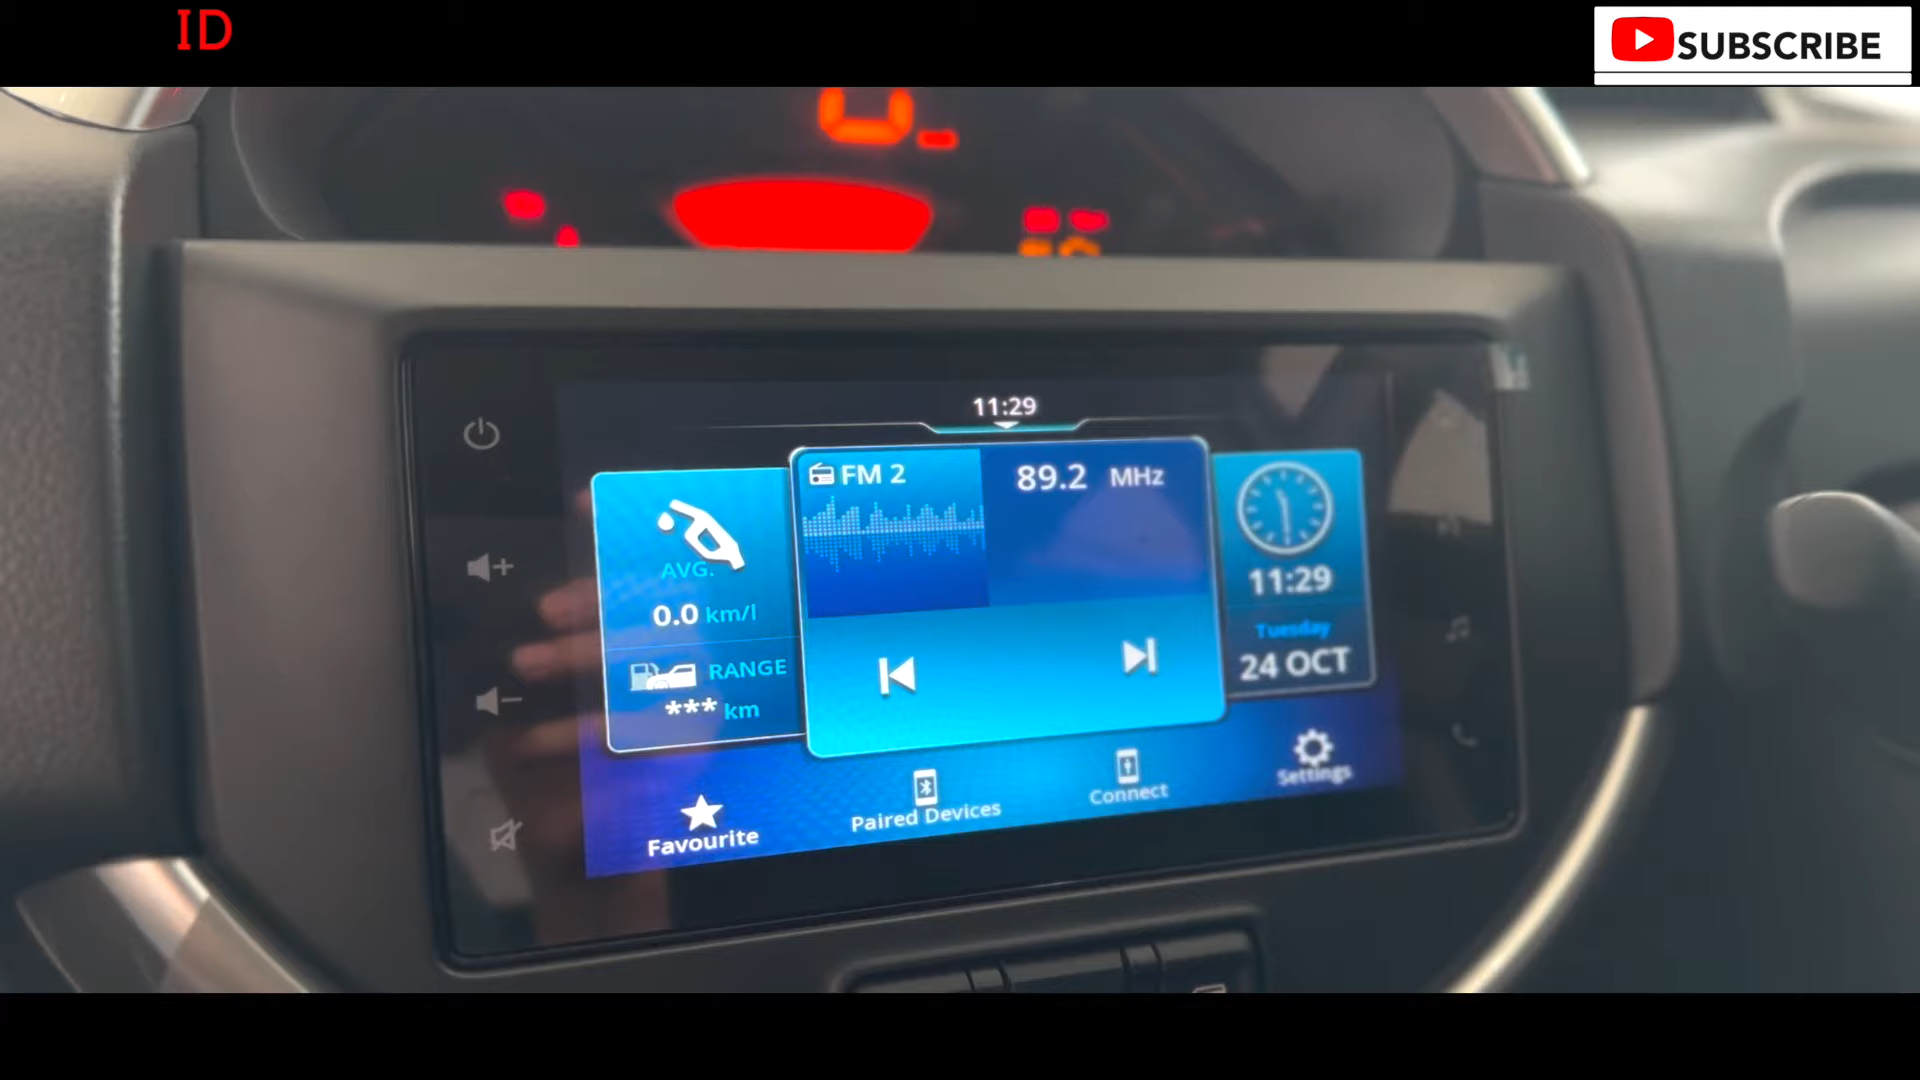 ID
SUBSCRIBE
11:29
FM 2
89.2 MHz
AVG.
0.0 km/l
RANGE
*** km
11:29
Tuesday
24 OCT
Favourite
Paired Devices
Connect
Settings